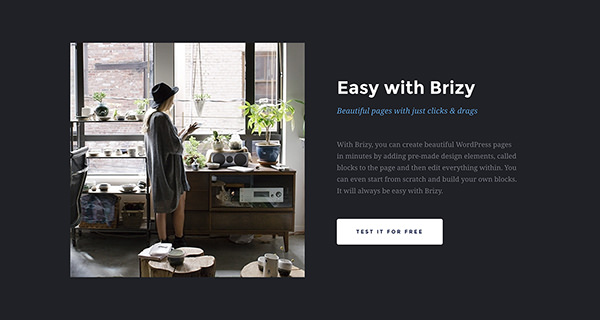 Easy with Brizy
Beautiful pages with just clicks & drags
With Brizy, you can create beautiful WordPress pages
in minutes by adding pre-made design elements, called
blocks to the page and then edit everything within. You
can even start from scratch and build your own blocks.
It will always be easy with Brizy.
TEST IT FOR FREE